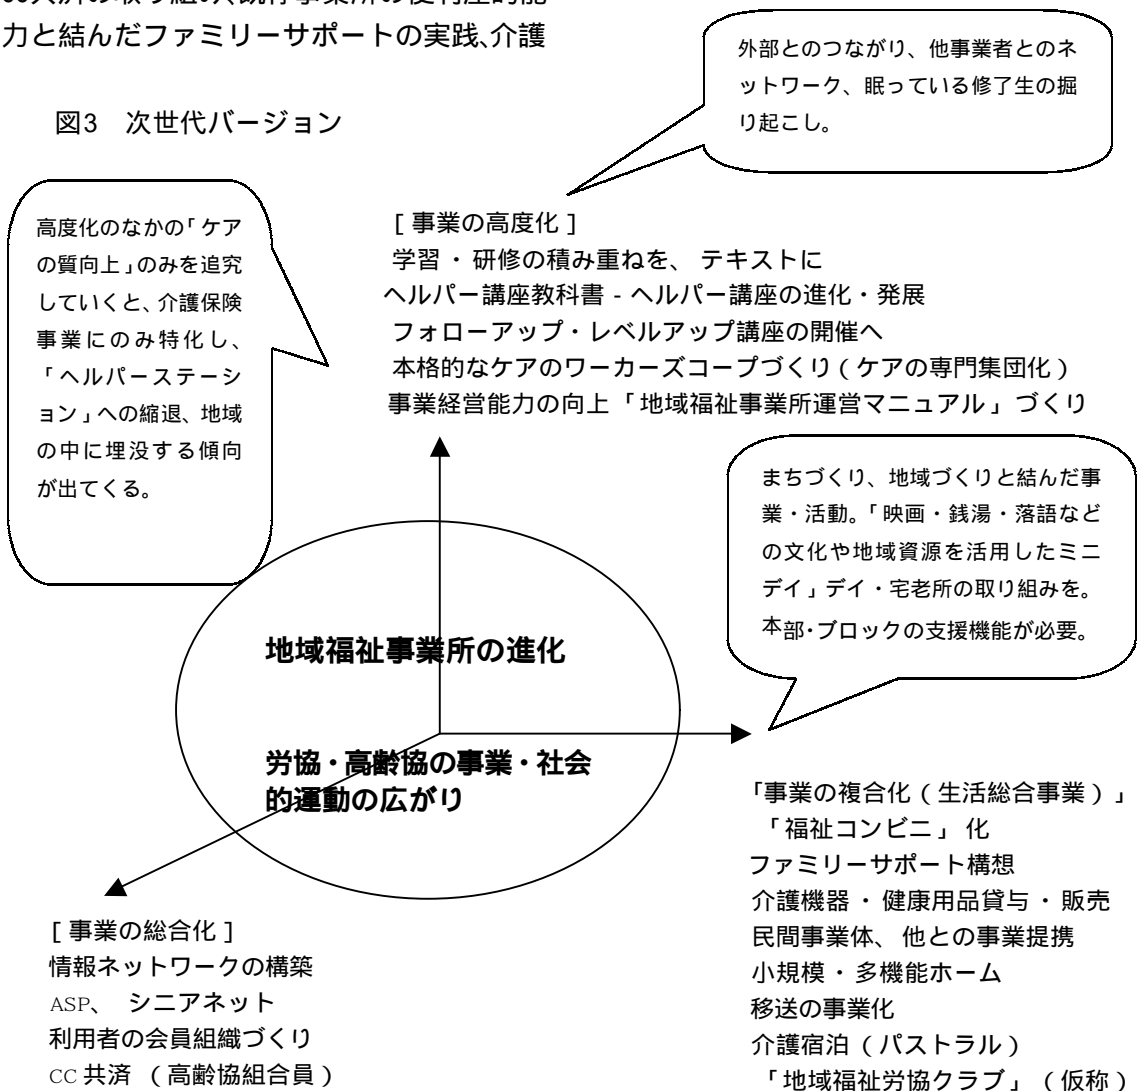 力と結んだファミリーサポートの実践、介護
図3 次世代バージョン
外部とのつながり、他事業者とのネ
ットワーク、眠っている修了生の掘
り起こし。
高度化のなかの「ケア
の質向上」のみを追究
していくと、介護保険
事業にのみ特化し、
「ヘルパーステーシ
ョン」への縮退、地域
の中に埋没する傾向
が出てくる。
[ 事業の高度化 ]
学習・研修の積み重ねを、テキストに
ヘルパー講座教科書 - ヘルパー講座の進化・発展
フォローアップ・レベルアップ講座の開催へ
本格的なケアのワーカーズコープづくり(ケアの専門集団化)
事業経営能力の向上「地域福祉事業所運営マニュアル」づくり
まちづくり、地域づくりと結んだ事
業・活動。「映画・銭湯・落語など
の文化や地域資源を活用したミニ
デイ」デイ・宅老所の取り組みを。
本部・ブロックの支援機能が必要。
地域福祉事業所の進化
労協・高齢協の事業・社会
的運動の広がり
「事業の複合化(生活総合事業)」
「福祉コンビニ」化
ファミリーサポート構想
介護機器・健康用品貸与・販売
民間事業体、他との事業提携
小規模・多機能ホーム
移送の事業化
介護宿泊(パストラル)
「地域福祉労協クラブ」(仮称)
[ 事業の総合化 ]
情報ネットワークの構築
ASP、シニアネット
利用者の会員組織づくり
CC共済 (高齢協組合員)